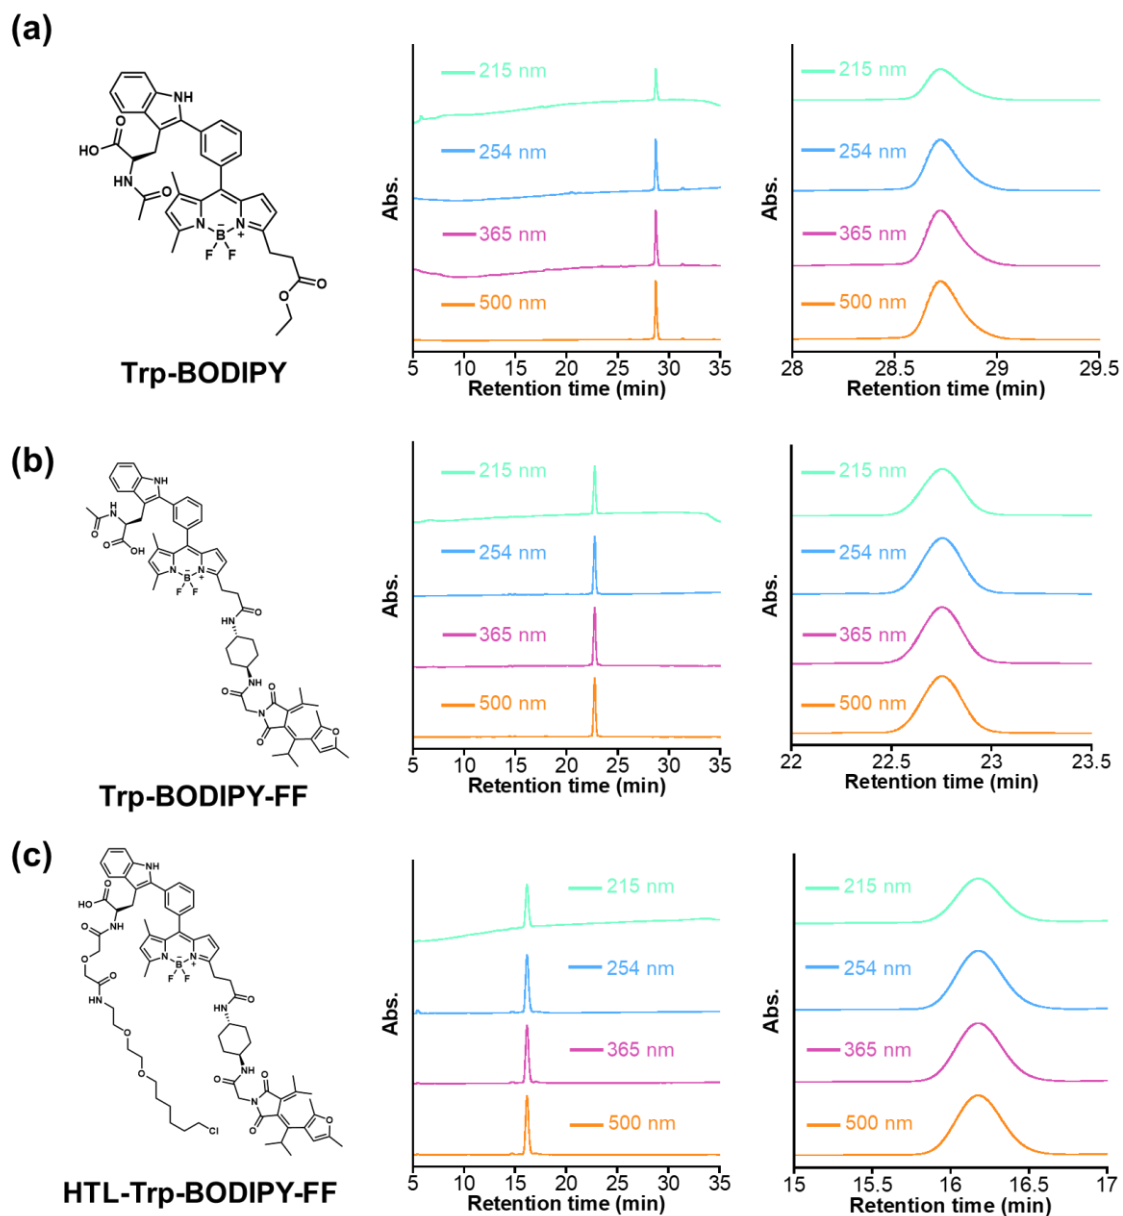 (a)
NH
O
HO
HN
O
N
B
-
N
+
F
F
O
O
Trp-BODIPY
Abs.
215 nm
254 nm
365 nm
500 nm
5 10 15 20 25 30 35
Retention time (min)
Abs.
215 nm
254 nm
365 nm
500 nm
28 28.5 29 29.5
Retention time (min)
(b)
NH
H
N
O
O
OH
N
B
-
N
+
F
F
O
HN
NH
O
O
N
O
O
Trp-BODIPY-FF
Abs.
215 nm
254 nm
365 nm
500 nm
5 10 15 20 25 30 35
Retention time (min)
Abs.
215 nm
254 nm
365 nm
500 nm
22 22.5 23 23.5
Retention time (min)
(c)
NH
O
HO
NH
O
O
O
NH
O
O
Cl
N
B
-
N
+
F
F
O
HN
NH
O
O
N
O
O
HTL-Trp-BODIPY-FF
Abs.
215 nm
254 nm
365 nm
500 nm
5 10 15 20 25 30 35
Retention time (min)
Abs.
215 nm
254 nm
365 nm
500 nm
15 15.5 16 16.5 17
Retention time (min)